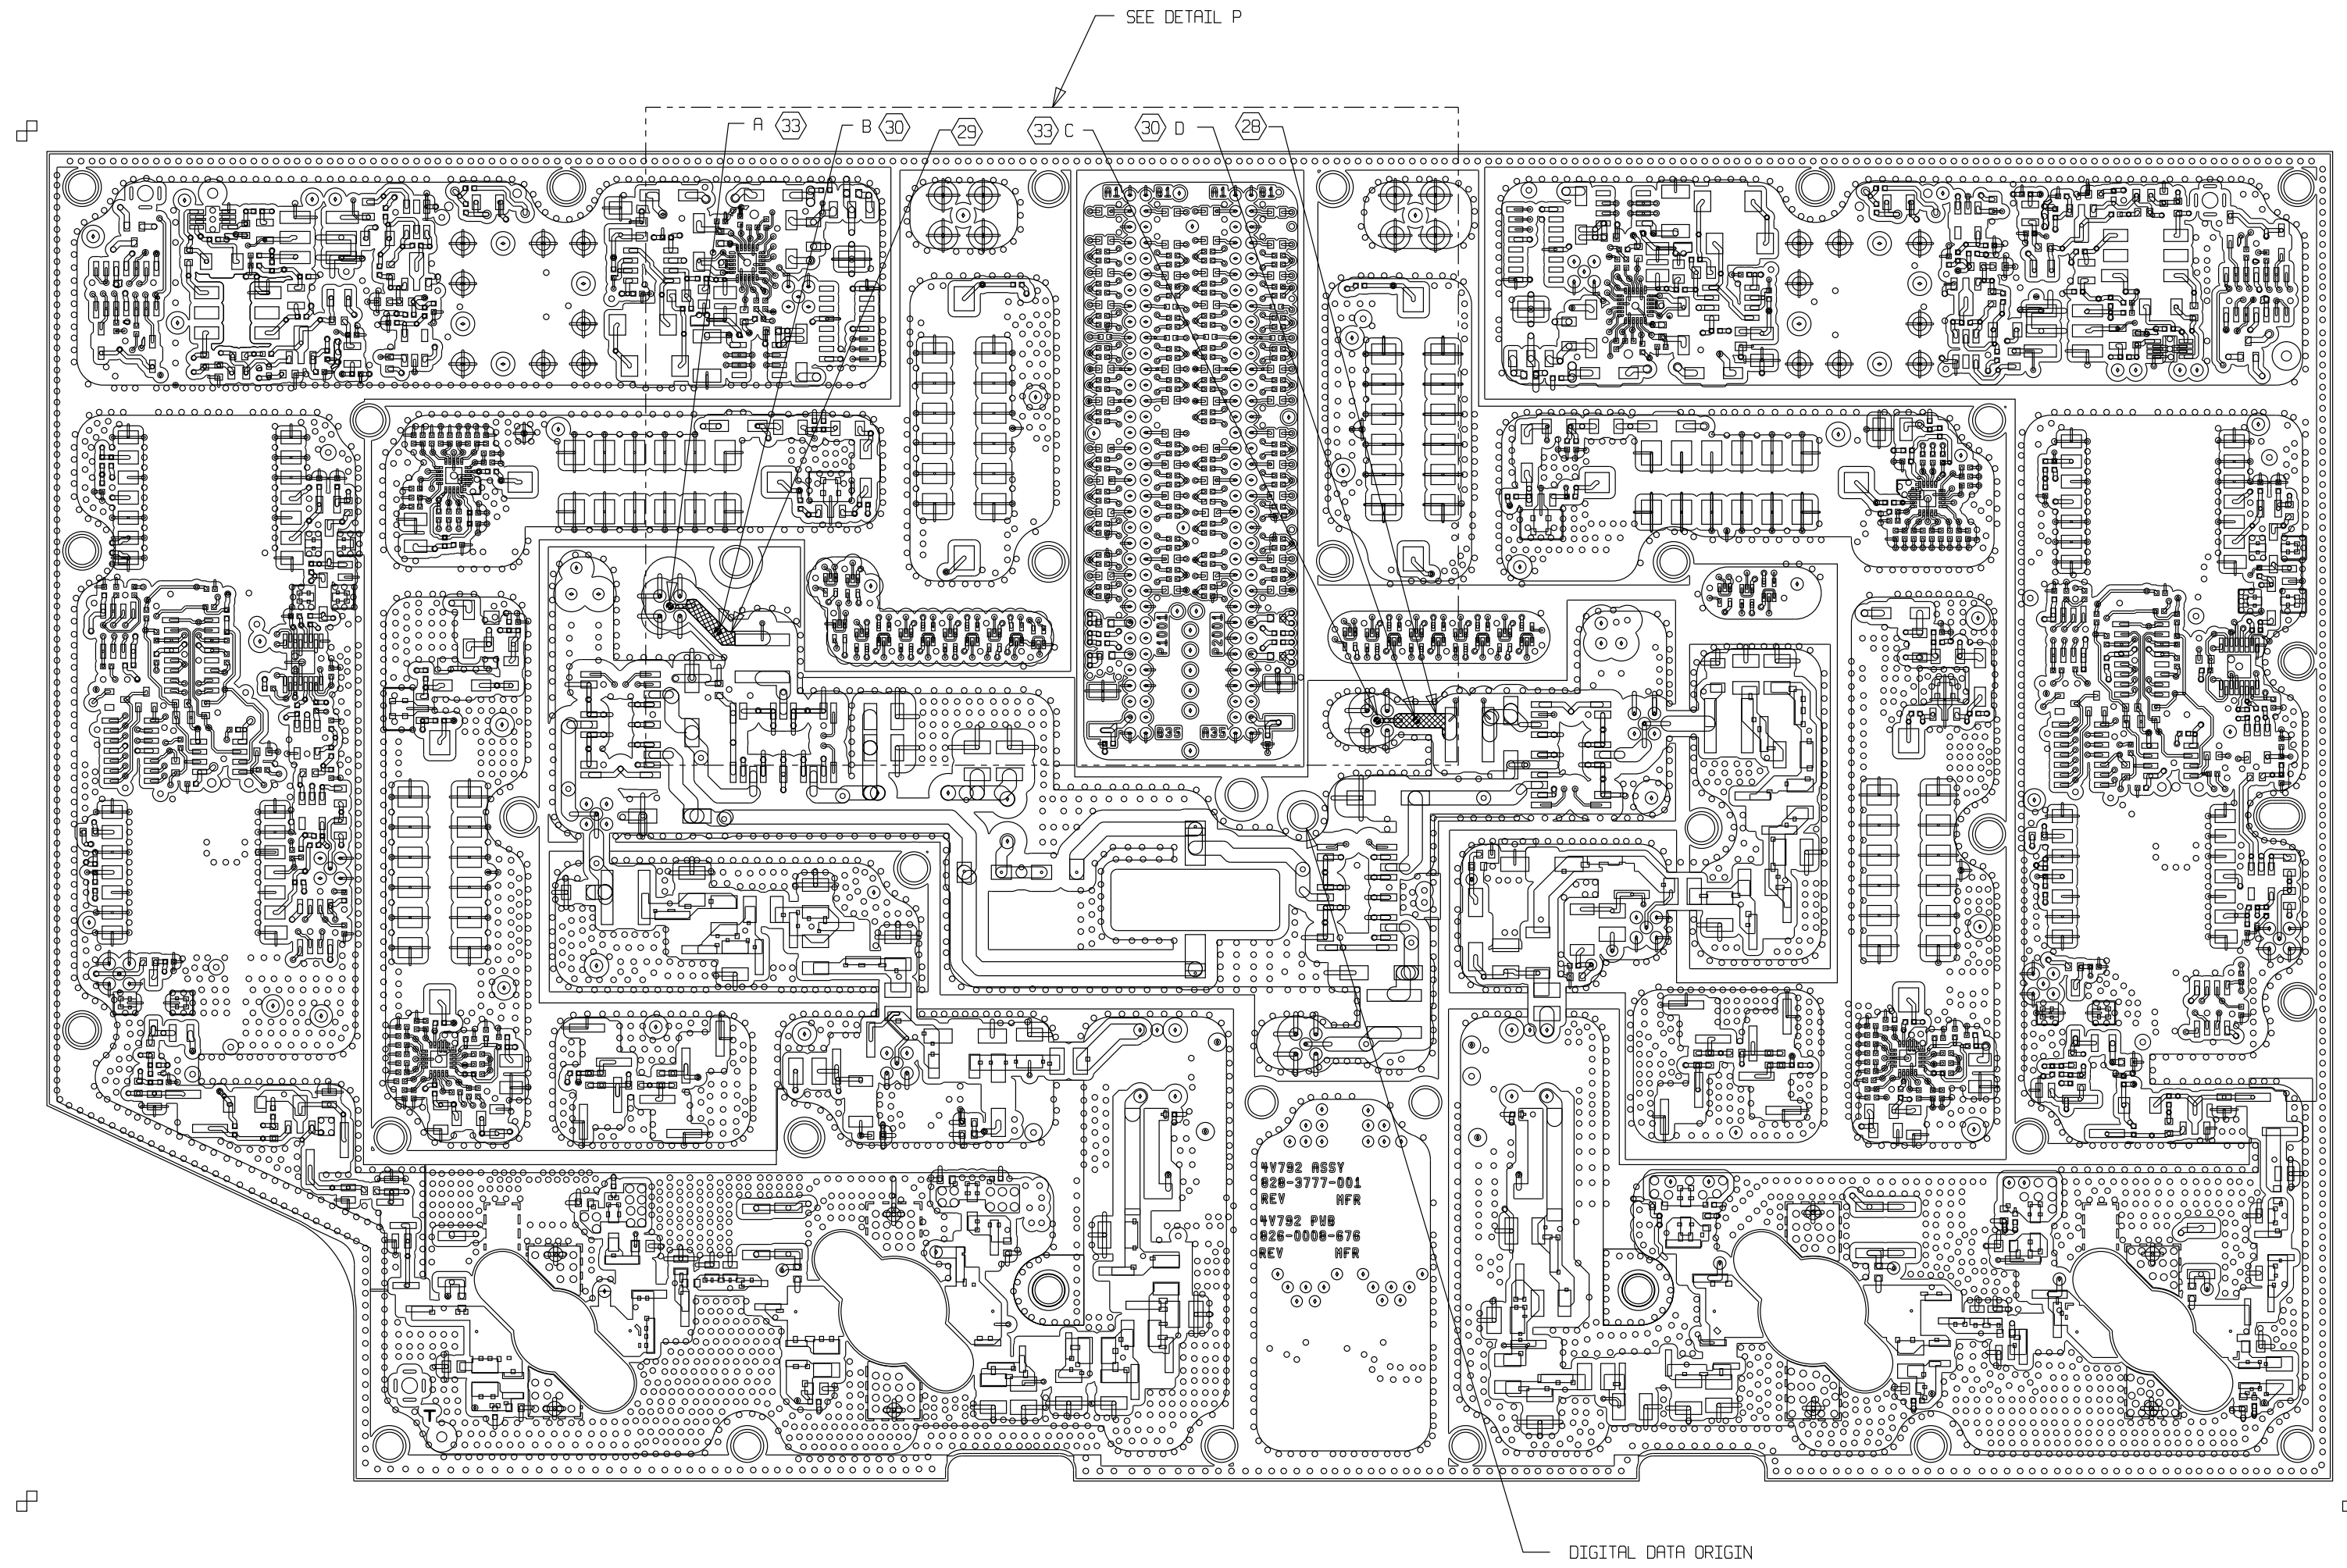 SEE DETAIL P
A 33
B 30
29
33 C
30 D
28
A1 B1 A1 B1
P1001 P2001
B35 A35
4V792 ASSY
828-3777-001
REV MFR
4V792 PWB
826-0008-676
REV MFR
T
DIGITAL DATA ORIGIN